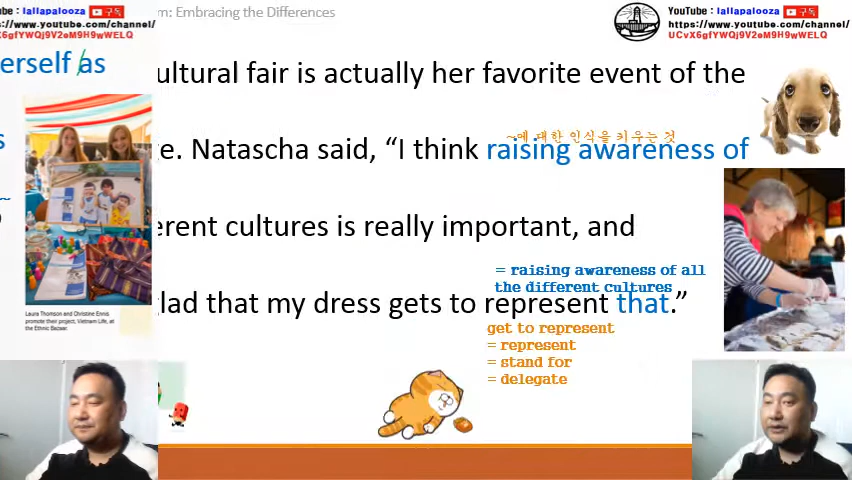 YouTube : lallapalooza 구독
https://www.youtube.com/channel/
UCvX6gfYWQj9V2eM9H9wWELQ
be : lallapalooza 구독
s://www.youtube.com/channel/
X6gfYWQj9V2eM9H9wWELQ
m: Embracing the Differences
erself as
ultural fair is actually her favorite event of the
~에 대한 인식을 키우는 것
ge. Natascha said, “I think raising awareness of
s
erent cultures is really important, and
= raising awareness of all
the different cultures
lad that my dress gets to represent that.”
get to represent
= represent
= stand for
= delegate
Laura Thomson and Christine Ennis
promote their project, Vietnam Life, at
the Ethnic Bazaar.